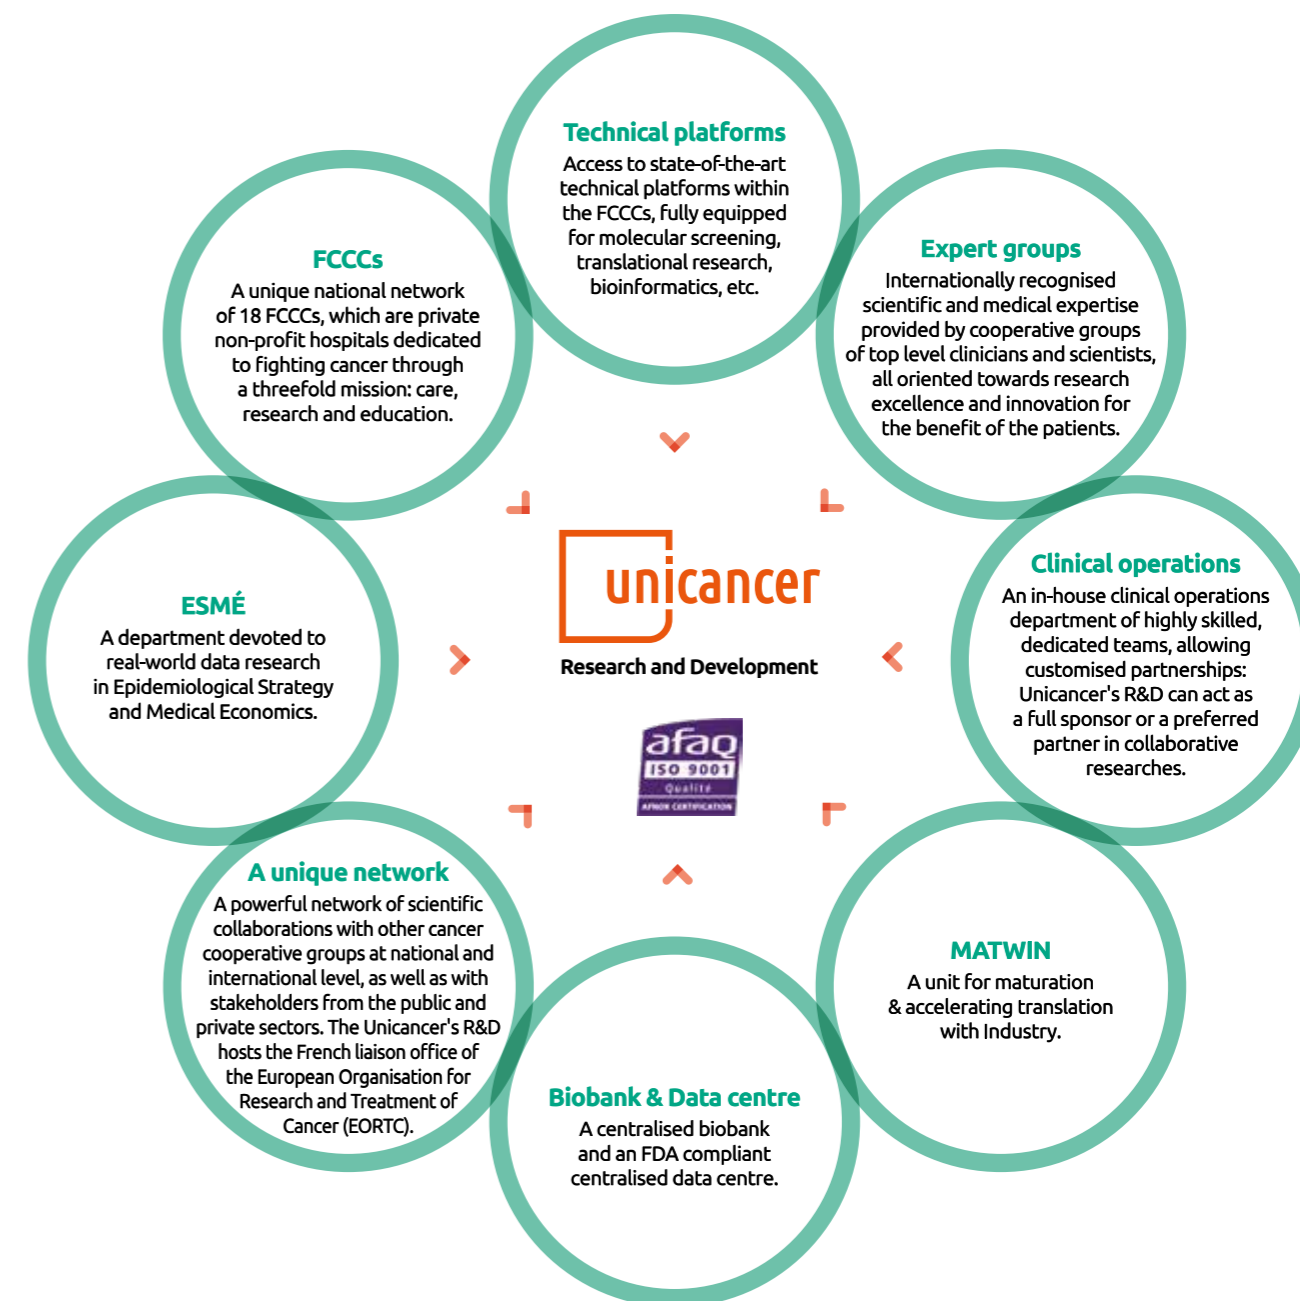 Technical platforms
Access to state-of-the-art
technical platforms within
the FCCCs, fully equipped
for molecular screening,
translational research,
bioinformatics, etc.
Expert groups
Internationally recognised
scientific and medical expertise
provided by cooperative groups
of top level clinicians and scientists,
all oriented towards research
excellence and innovation for
the benefit of the patients.
Clinical operations
An in-house clinical operations
department of highly skilled,
dedicated teams, allowing
customised partnerships:
Unicancer's R&D can act as
a full sponsor or a preferred
partner in collaborative
researches.
MATWIN
A unit for maturation
& accelerating translation
with Industry.
Biobank & Data centre
A centralised biobank
and an FDA compliant
centralised data centre.
A unique network
A powerful network of scientific
collaborations with other cancer
cooperative groups at national and
international level, as well as with
stakeholders from the public and
private sectors. The Unicancer's R&D
hosts the French liaison office of
the European Organisation for
Research and Treatment of
Cancer (EORTC).
ESMÉ
A department devoted to
real-world data research
in Epidemiological Strategy
and Medical Economics.
FCCCs
A unique national network
of 18 FCCCs, which are private
non-profit hospitals dedicated
to fighting cancer through
a threefold mission: care,
research and education.
unicancer
Research and Development
afaq
ISO 9001
Qualité
AFNOR CERTIFICATION